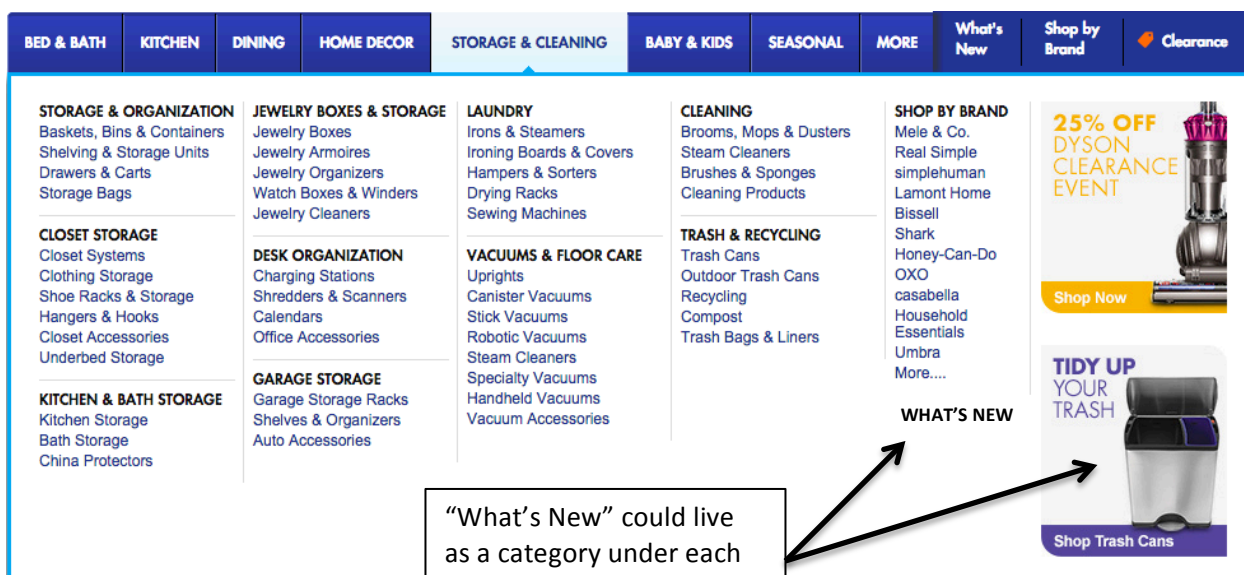 BED & BATH
KITCHEN
DINING
HOME DECOR
STORAGE & CLEANING
BABY & KIDS
SEASONAL
MORE
What's
New
Shop by
Brand
Clearance
STORAGE & ORGANIZATION
Baskets, Bins & Containers
Shelving & Storage Units
Drawers & Carts
Storage Bags
CLOSET STORAGE
Closet Systems
Clothing Storage
Shoe Racks & Storage
Hangers & Hooks
Closet Accessories
Underbed Storage
KITCHEN & BATH STORAGE
Kitchen Storage
Bath Storage
China Protectors
JEWELRY BOXES & STORAGE
Jewelry Boxes
Jewelry Armoires
Jewelry Organizers
Watch Boxes & Winders
Jewelry Cleaners
DESK ORGANIZATION
Charging Stations
Shredders & Scanners
Calendars
Office Accessories
GARAGE STORAGE
Garage Storage Racks
Shelves & Organizers
Auto Accessories
LAUNDRY
Irons & Steamers
Ironing Boards & Covers
Hampers & Sorters
Drying Racks
Sewing Machines
VACUUMS & FLOOR CARE
Uprights
Canister Vacuums
Stick Vacuums
Robotic Vacuums
Steam Cleaners
Specialty Vacuums
Handheld Vacuums
Vacuum Accessories
CLEANING
Brooms, Mops & Dusters
Steam Cleaners
Brushes & Sponges
Cleaning Products
TRASH & RECYCLING
Trash Cans
Outdoor Trash Cans
Recycling
Compost
Trash Bags & Liners
SHOP BY BRAND
Mele & Co.
Real Simple
simplehuman
Lamont Home
Bissell
Shark
Honey-Can-Do
OXO
casabella
Household
Essentials
Umbra
More....
WHAT'S NEW
25% OFF
DYSON
CLEARANCE
EVENT
Shop Now
TIDY UP
YOUR
TRASH
Shop Trash Cans
“What’s New” could live
as a category under each